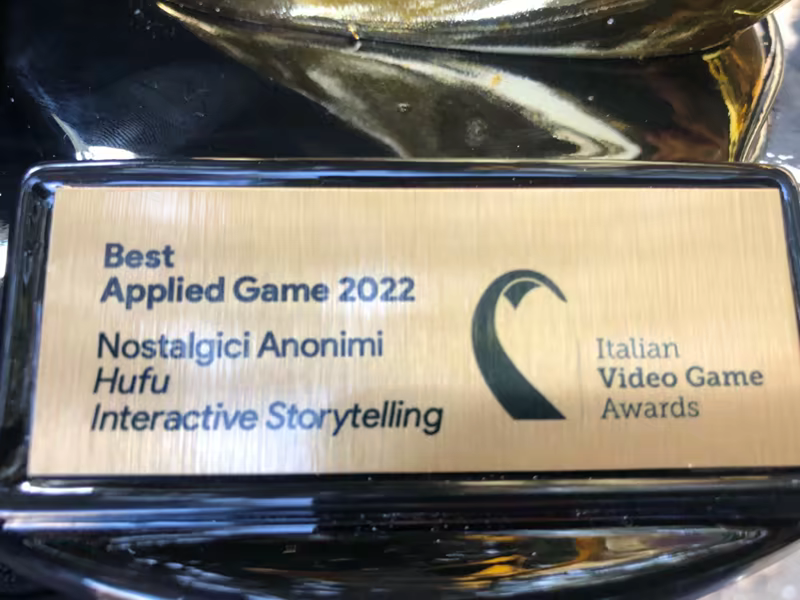 Best
Applied Game 2022
Nostalgici Anonimi
Hufu
Interactive Storytelling
Italian
Video Game
Awards